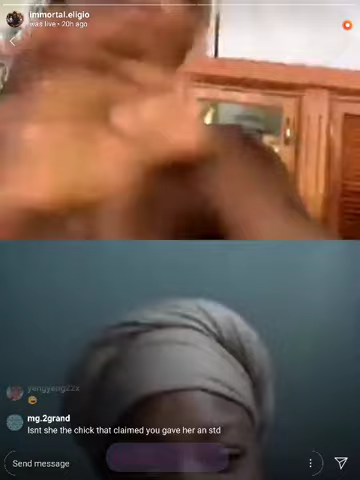 immortal.eligio
was live • 20h ago
yengyeng22x
mg.2grand
Isnt she the chick that claimed you gave her an std
Send message